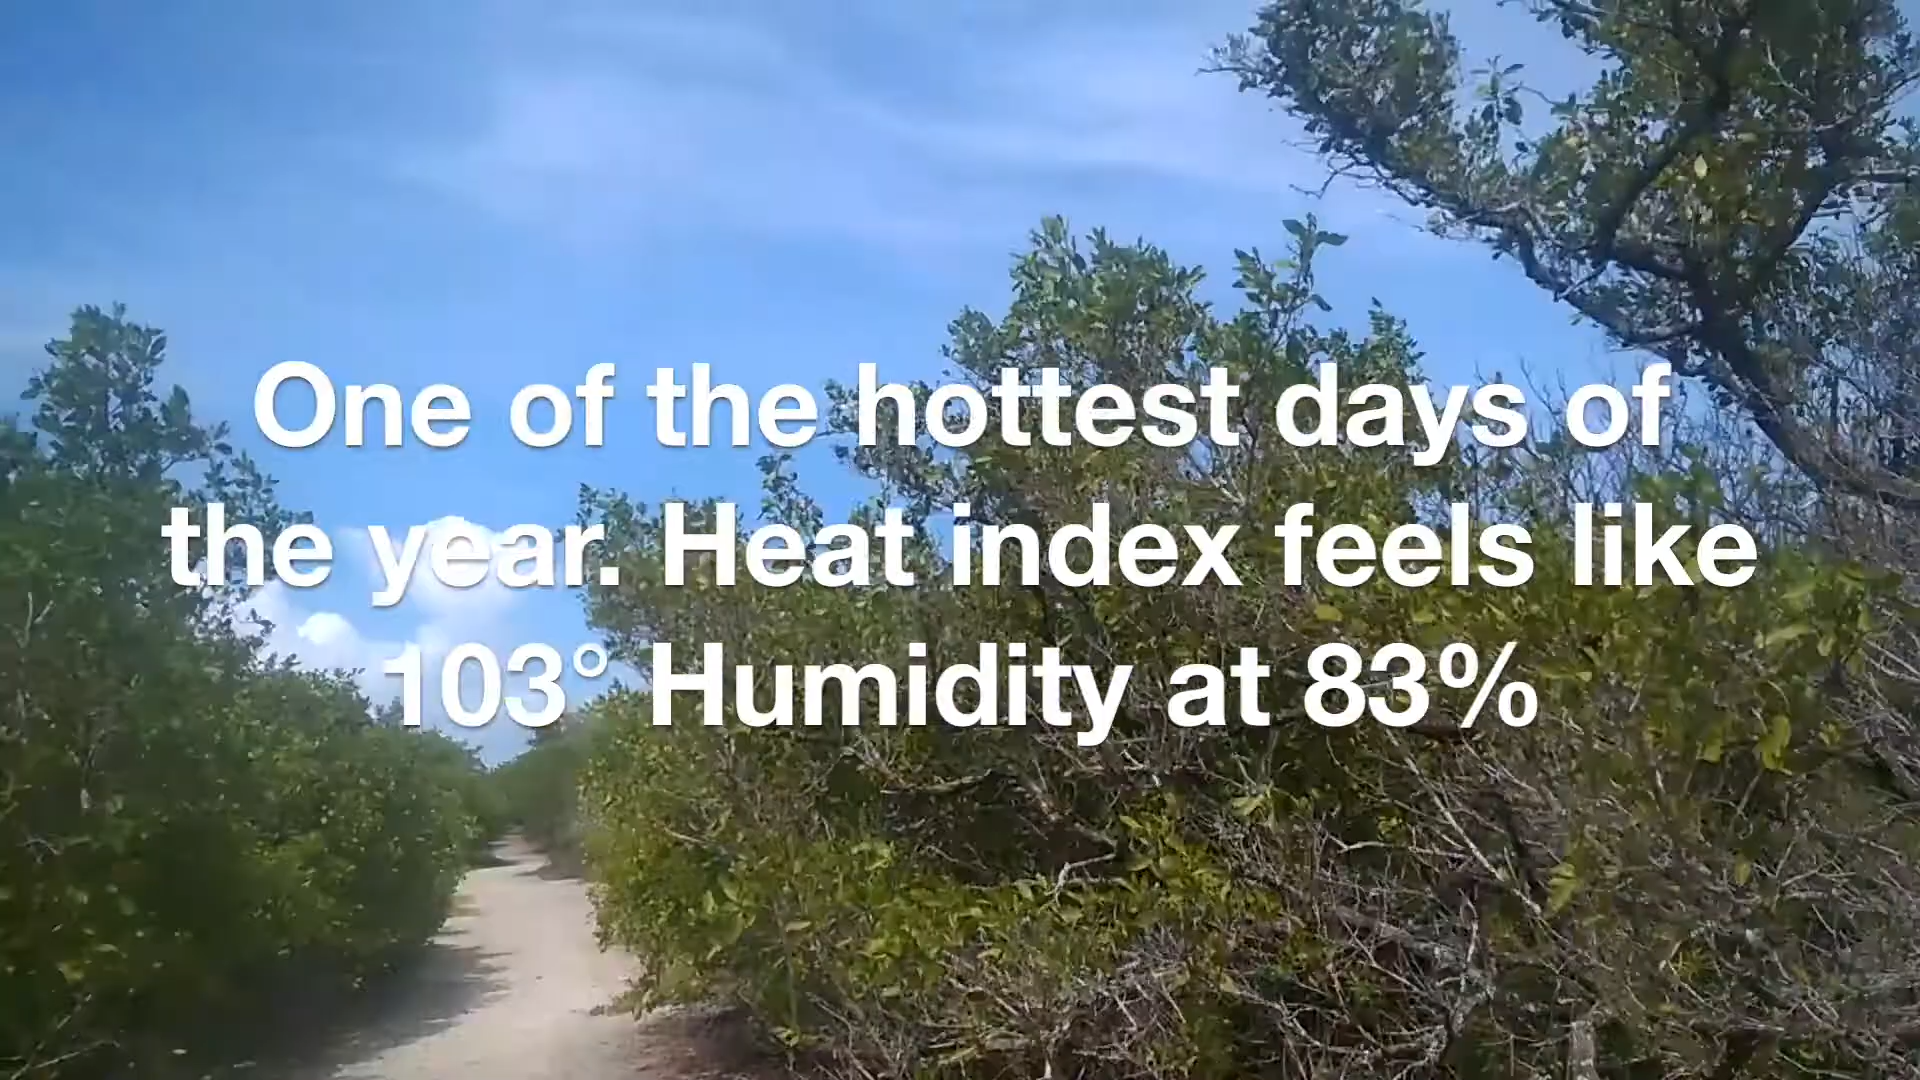 One of the hottest days of
the year. Heat index feels like
103° Humidity at 83%